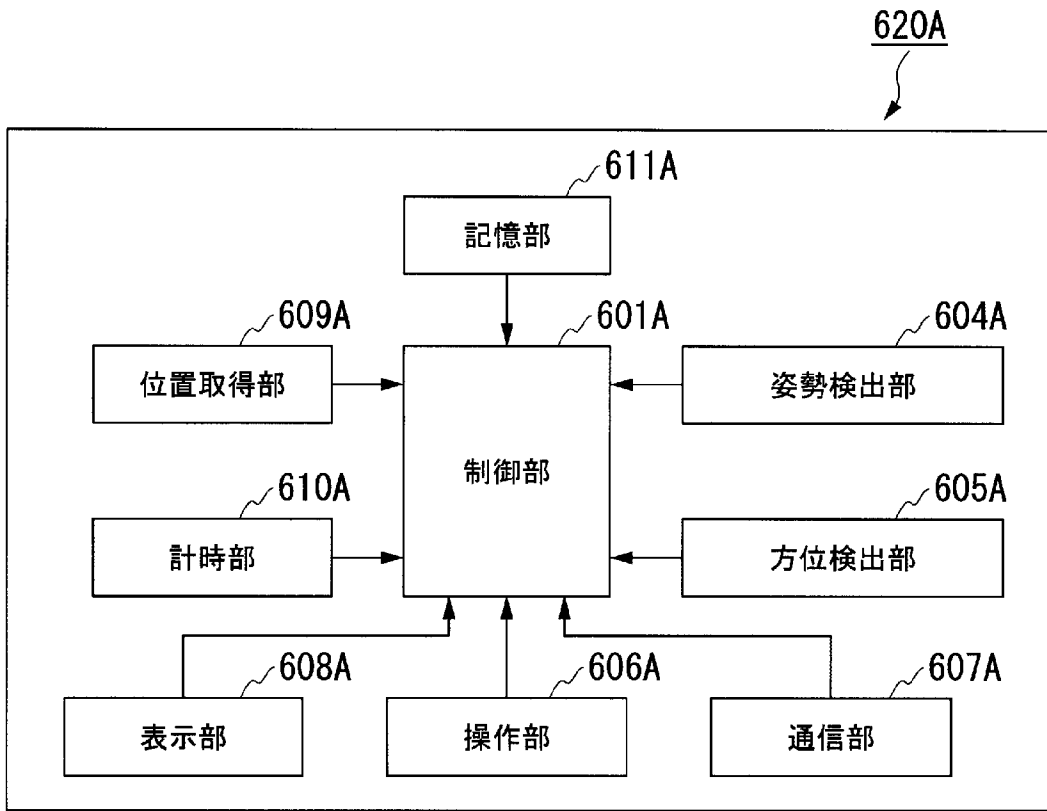 620A
611A
記憶部
609A
601A
604A
位置取得部
制御部
姿勢検出部
610A
605A
計時部
方位検出部
608A
606A
607A
表示部
操作部
通信部